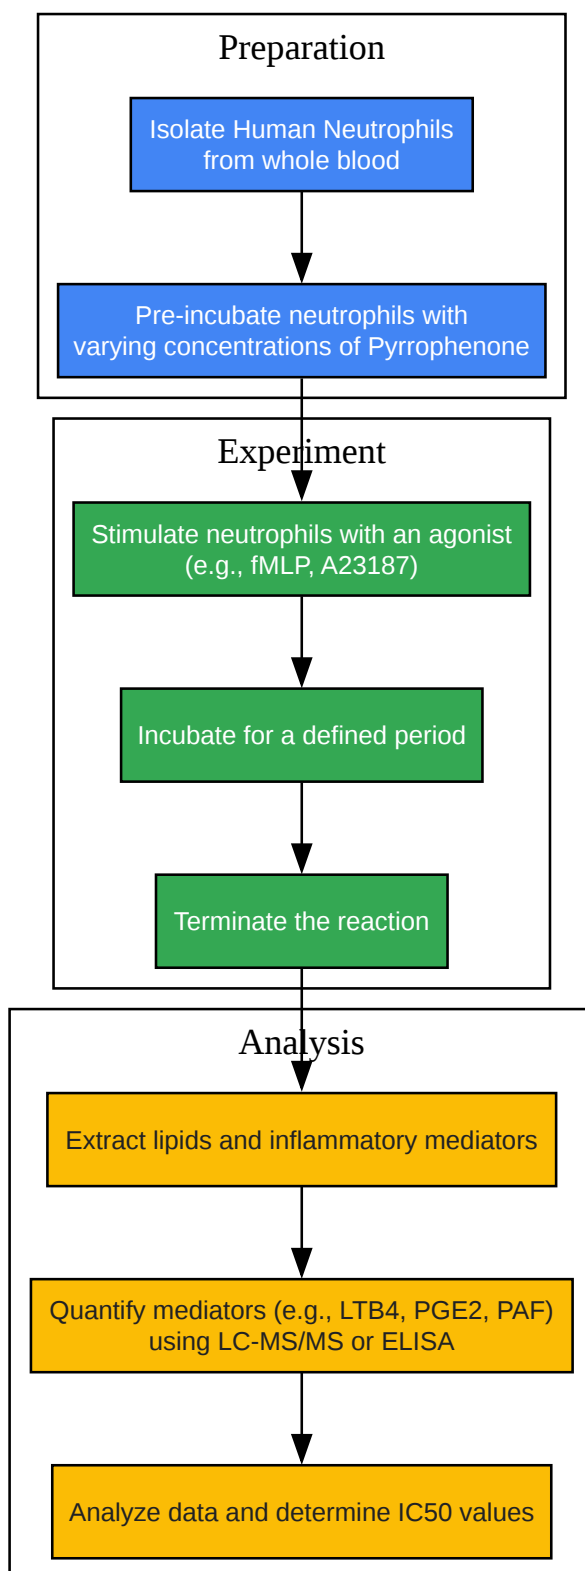 Preparation
Isolate Human Neutrophils
from whole blood
Pre-incubate neutrophils with
varying concentrations of Pyrrophenone
Experiment
Stimulate neutrophils with an agonist
(e.g., fMLP, A23187)
Incubate for a defined period
Terminate the reaction
Analysis
Extract lipids and inflammatory mediators
Quantify mediators (e.g., LTB4, PGE2, PAF)
using LC-MS/MS or ELISA
Analyze data and determine IC50 values